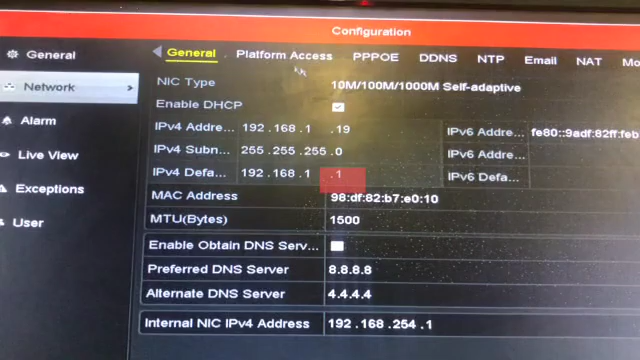 Configuration
General
Network
Alarm
Live View
Exceptions
User
General Platform Access PPPOE DDNS NTP Email NAT
NIC Type 10M/100M/1000M Self-adaptive
Enable DHCP
IPv4 Addre... 192 .168 .1 .19 IPv6 Addre... fe80::9adf:82ff:feb
IPv4 Subn... 255 .255 .255 .0 IPv6 Addre...
IPv4 Defa... 192 .168 .1 .1 IPv6 Defa...
MAC Address 98:df:82:b7:e0:10
MTU(Bytes) 1500
Enable Obtain DNS Serv...
Preferred DNS Server 8.8.8.8
Alternate DNS Server 4.4.4.4
Internal NIC IPv4 Address 192 .168 .254 .1